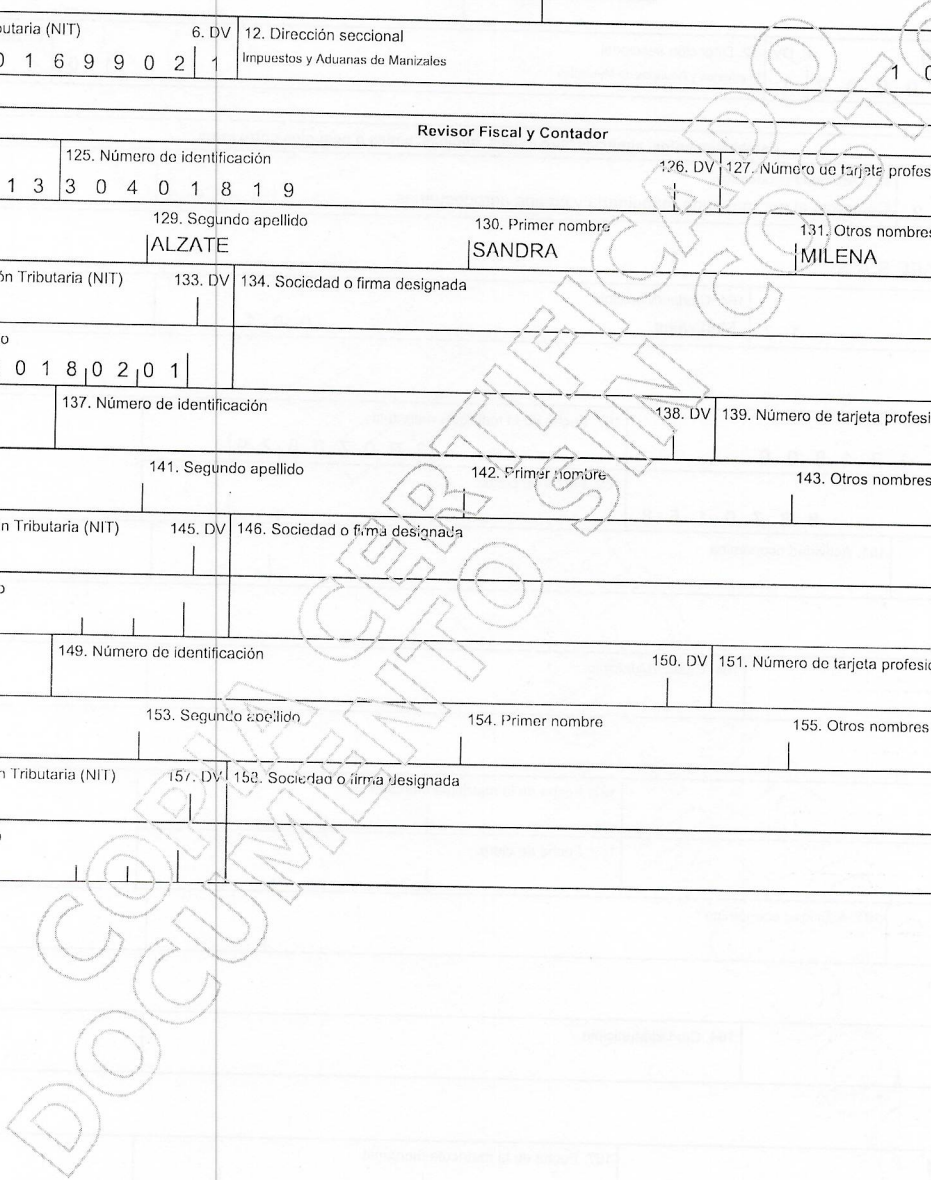 butaria (NIT) 6. DV 12. Dirección seccional
0 1 6 9 9 0 2 1 Impuestos y Aduanas de Manizales 1 0
Revisor Fiscal y Contador
125. Número de identificación 126. DV 127. Número de tarjeta profes
1 3 3 0 4 0 1 8 1 9
129. Segundo apellido 130. Primer nombre 131. Otros nombres
ALZATE SANDRA MILENA
ón Tributaria (NIT) 133. DV 134. Sociedad o firma designada
o
0 1 8 0 2 0 1
137. Número de identificación 138. DV 139. Número de tarjeta profesi
141. Segundo apellido 142. Primer nombre 143. Otros nombres
n Tributaria (NIT) 145. DV 146. Sociedad o firma designada
o
149. Número de identificación 150. DV 151. Número de tarjeta profesi
153. Segundo apellido 154. Primer nombre 155. Otros nombres
n Tributaria (NIT) 157. DV 158. Sociedad o firma designada
COPIA CERTIFICADO
DOCUMENTO SIN COSTO